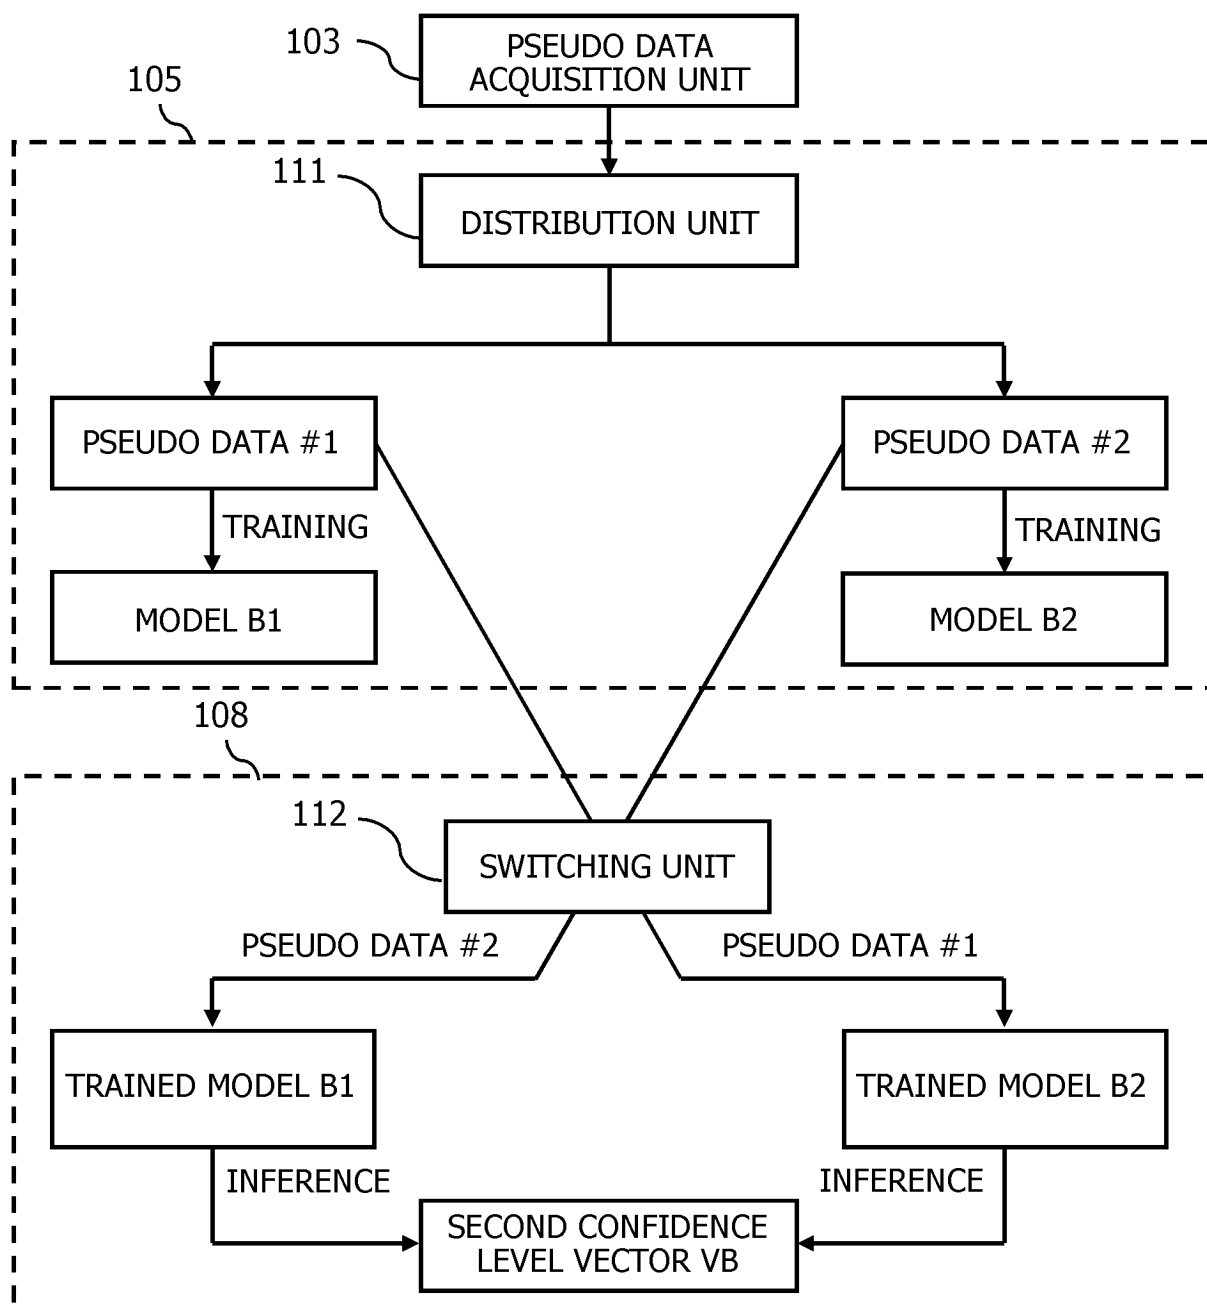 103
PSEUDO DATA
ACQUISITION UNIT
105
111
DISTRIBUTION UNIT
PSEUDO DATA #1
PSEUDO DATA #2
TRAINING
TRAINING
MODEL B1
MODEL B2
108
112
SWITCHING UNIT
PSEUDO DATA #2
PSEUDO DATA #1
TRAINED MODEL B1
TRAINED MODEL B2
INFERENCE
INFERENCE
SECOND CONFIDENCE
LEVEL VECTOR VB